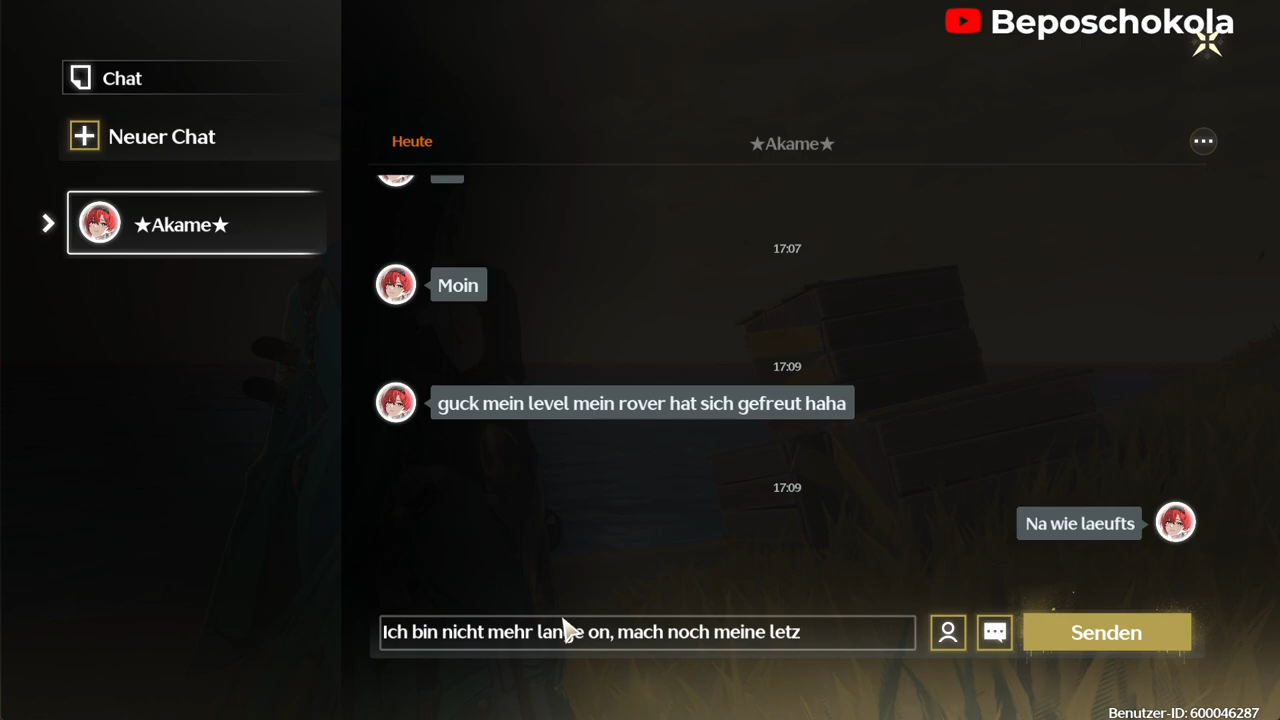 Beposchokola
Chat
Neuer Chat
★Akame★
Heute
★Akame★
17:07
Moin
17:09
guck mein level mein rover hat sich gefreut haha
17:09
Na wie laeufts
Ich bin nicht mehr lange on, mach noch meine letz
Senden
Benutzer-ID: 600046287